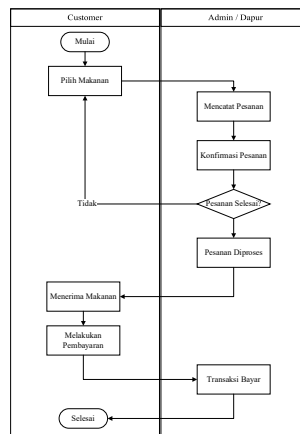 Customer
Admin / Dapur
Mulai
Pilih Makanan
Mencatat Pesanan
Konfirmasi Pesanan
Pesanan Selesai?
Tidak
Pesanan Diproses
Menerima Makanan
Melakukan
Pembayaran
Transaksi Bayar
Selesai